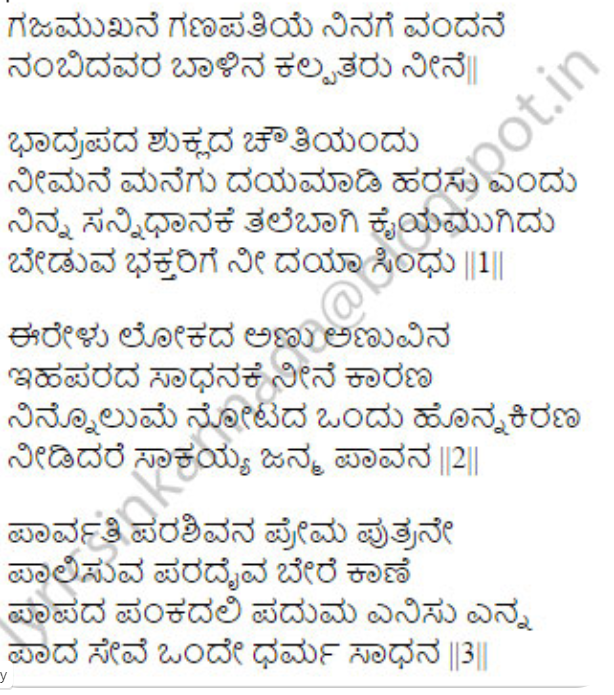 ಗಜಮುಖನೆ ಗಣಪತಿಯೆ ನಿನಗೆ ವಂದನೆ
ನಂಬಿದವರ ಬಾಳಿನ ಕಲ್ಪತರು ನೀನೆ||
ಭಾದ್ರಪದ ಶುಕ್ಲದ ಚೌತಿಯಂದು
ನೀಮನೆ ಮನೆಗು ದಯಮಾಡಿ ಹರಸು ಎಂದು
ನಿನ್ನ ಸನ್ನಿಧಾನಕೆ ತಲೆಬಾಗಿ ಕೈಯಮುಗಿದು
ಬೇಡುವ ಭಕ್ತರಿಗೆ ನೀ ದಯಾ ಸಿಂಧು ||1||
ಈರೇಳು ಲೋಕದ ಅಣು ಅಣುವಿನ
ಇಹಪರದ ಸಾಧನಕೆ ನೀನೆ ಕಾರಣ
ನಿನ್ನೊಲುಮೆ ನೋಟದ ಒಂದು ಹೊನ್ನಕಿರಣ
ನೀಡಿದರೆ ಸಾಕಯ್ಯ ಜನ್ಮ ಪಾವನ ||2||
ಪಾರ್ವತಿ ಪರಶಿವನ ಪ್ರೇಮ ಪುತ್ರನೇ
ಪಾಲಿಸುವ ಪರದೈವ ಬೇರೆ ಕಾಣೆ
ಪಾಪದ ಪಂಕದಲಿ ಪದುಮ ಎನಿಸು ಎನ್ನ
ಪಾದ ಸೇವೆ ಒಂದೇ ಧರ್ಮ ಸಾಧನ ||3||
lyricsinkannada@blogspot.in
y